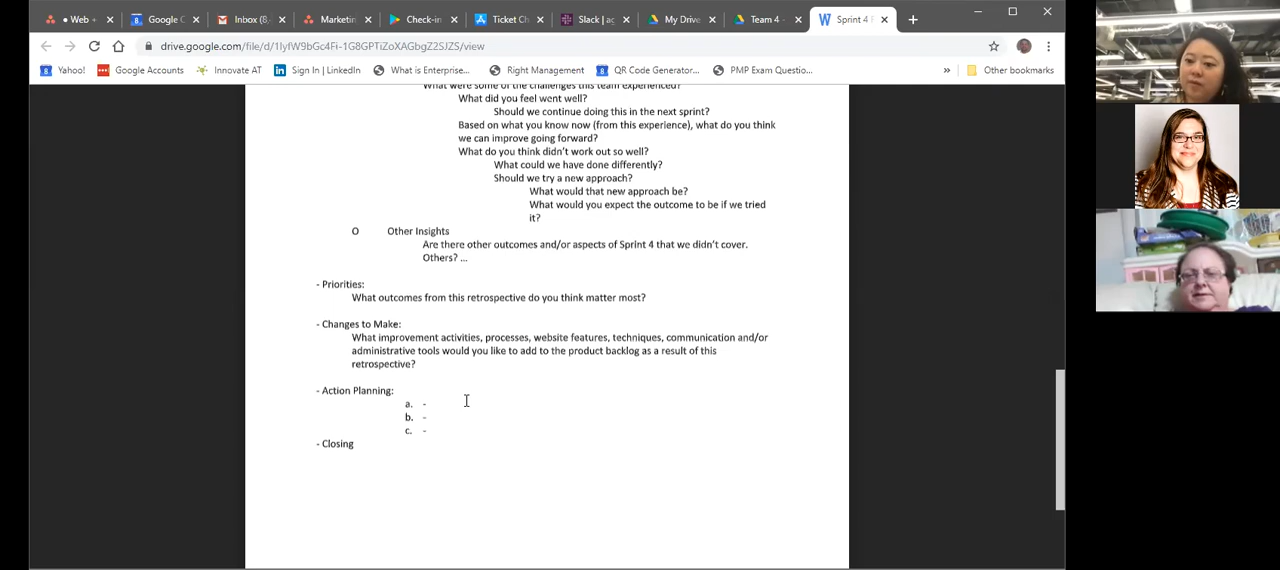 Web +
Google C
Inbox (8,
Marketin
Check-in
Ticket Ch
Slack | ac
My Drive
Team 4 -
Sprint 4 F
drive.google.com/file/d/1IyfW9bGc4Fi-1G8GPTiZoXAGbgZ2SJZS/view
Yahoo!
Google Accounts
Innovate AT
Sign In | LinkedIn
What is Enterprise...
Right Management
QR Code Generator...
PMP Exam Questio...
»
Other bookmarks
What were some of the challenges this team experienced?
What did you feel went well?
Should we continue doing this in the next sprint?
Based on what you know now (from this experience), what do you think
we can improve going forward?
What do you think didn't work out so well?
What could we have done differently?
Should we try a new approach?
What would that new approach be?
What would you expect the outcome to be if we tried
it?
O Other Insights
Are there other outcomes and/or aspects of Sprint 4 that we didn't cover.
Others? ...
- Priorities:
What outcomes from this retrospective do you think matter most?
- Changes to Make:
What improvement activities, processes, website features, techniques, communication and/or
administrative tools would you like to add to the product backlog as a result of this
retrospective?
- Action Planning:
a. -
b. -
c. -
- Closing